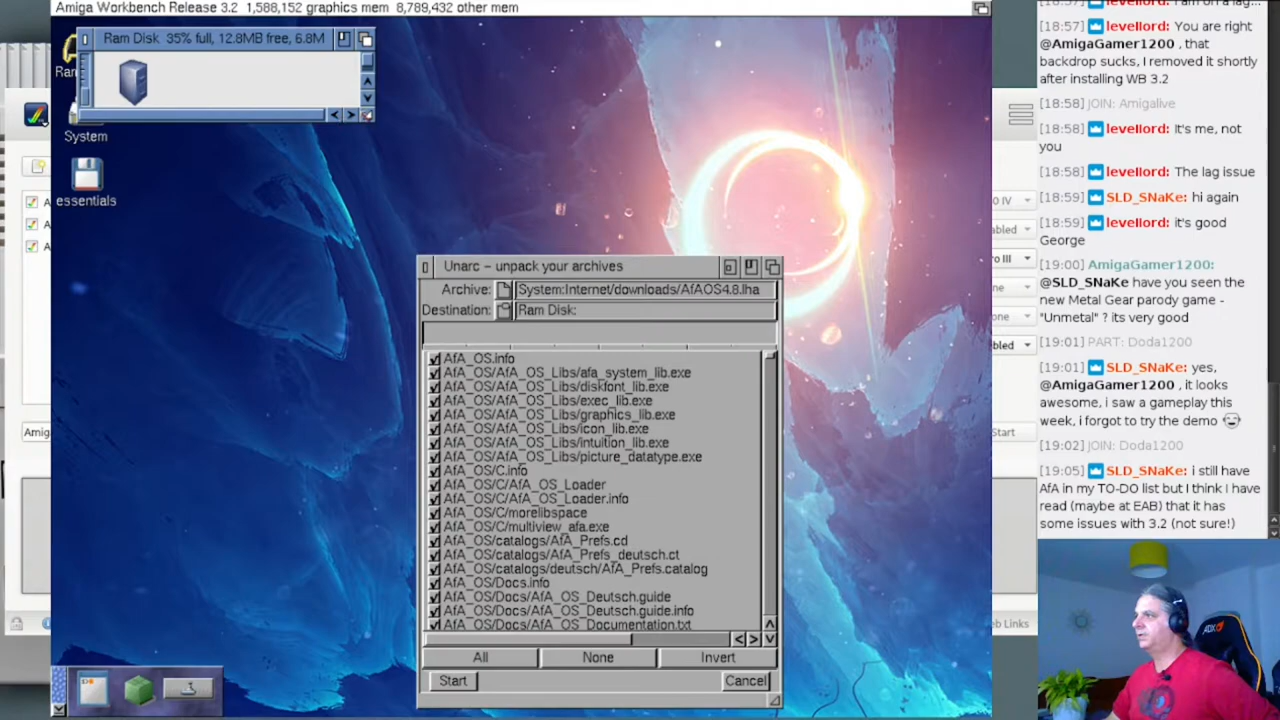 Amiga Workbench Release 3.2 1,588,152 graphics mem 8,789,432 other mem
Ram Disk 35% full, 12.8MB free, 6.8M
System
essentials
Unarc – unpack your archives
Archive: System:Internet/downloads/AfAOS4.8.lha
Destination: Ram Disk:
AfA_OS.info
AfA_OS/AfA_OS_Libs/afa_system_lib.exe
AfA_OS/AfA_OS_Libs/diskfont_lib.exe
AfA_OS/AfA_OS_Libs/exec_lib.exe
AfA_OS/AfA_OS_Libs/graphics_lib.exe
AfA_OS/AfA_OS_Libs/icon_lib.exe
AfA_OS/AfA_OS_Libs/intuition_lib.exe
AfA_OS/AfA_OS_Libs/picture_datatype.exe
AfA_OS/C.info
AfA_OS/C/AfA_OS_Loader
AfA_OS/C/AfA_OS_Loader.info
AfA_OS/C/morelibspace
AfA_OS/C/multiview_afa.exe
AfA_OS/catalogs/AfA_Prefs.cd
AfA_OS/catalogs/AfA_Prefs_deutsch.ct
AfA_OS/catalogs/deutsch/AfA_Prefs.catalog
AfA_OS/Docs.info
AfA_OS/Docs/AfA_OS_Deutsch.guide
AfA_OS/Docs/AfA_OS_Deutsch.guide.info
AfA_OS/Docs/AfA_OS_Documentation.txt
All None Invert
Start Cancel
Amig
0 IV
abled
o III
ne
one
bled
Start
eb Links
[18:57] levellord: You are right
@AmigaGamer1200 , that
backdrop sucks, I removed it shortly
after installing WB 3.2
[18:58] JOIN: Amigalive
[18:58] levellord: It's me, not
you
[18:58] levellord: The lag issue
[18:59] SLD_SNaKe: hi again
[18:59] levellord: it's good
George
[19:00] AmigaGamer1200:
@SLD_SNaKe have you seen the
new Metal Gear parody game -
"Unmetal" ? its very good
[19:01] PART: Doda1200
[19:01] SLD_SNaKe: yes,
@AmigaGamer1200 , it looks
awesome, i saw a gameplay this
week, i forgot to try the demo
[19:02] JOIN: Doda1200
[19:05] SLD_SNaKe: i still have
AfA in my TO-DO list but I think I have
read (maybe at EAB) that it has
some issues with 3.2 (not sure!)